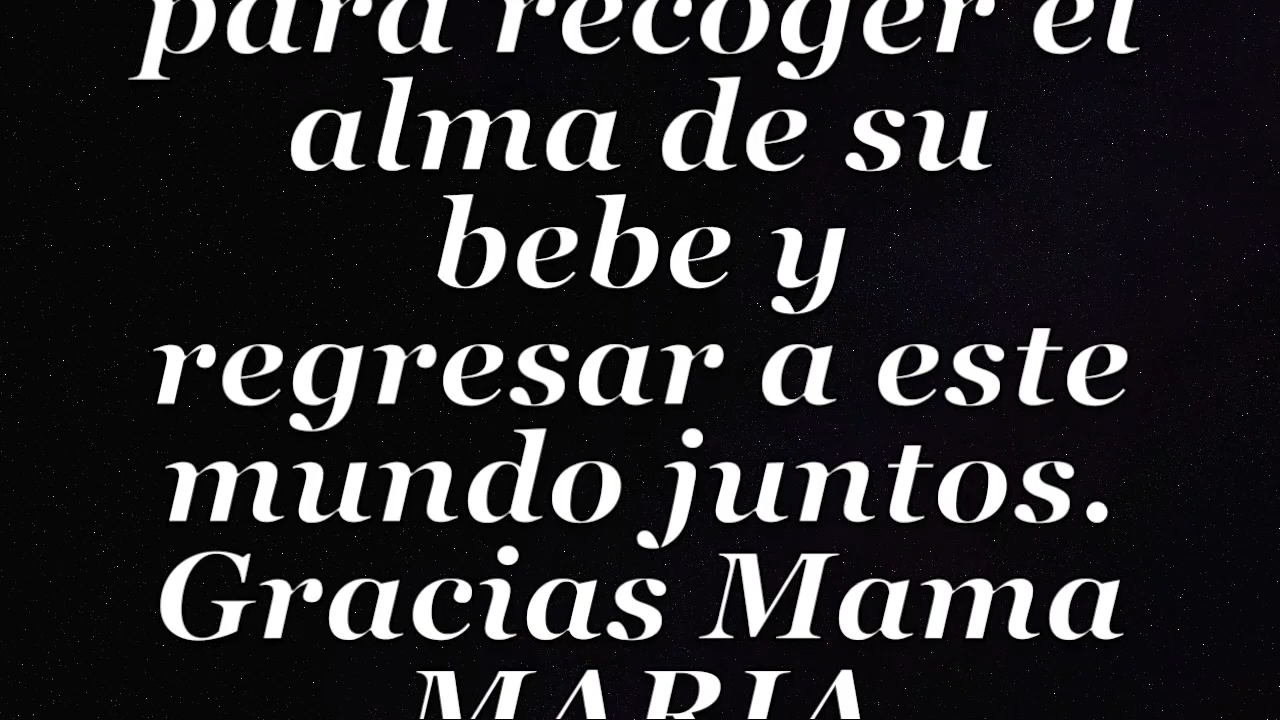 para recoger el
alma de su
bebe y
regresar a este
mundo juntos.
Gracias Mama
MARIA